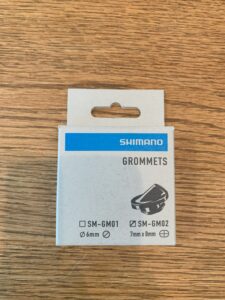 SHIMANO
GROMMETS
SM-GM01 SM-GM02
ø6mm 7mm x 8mm